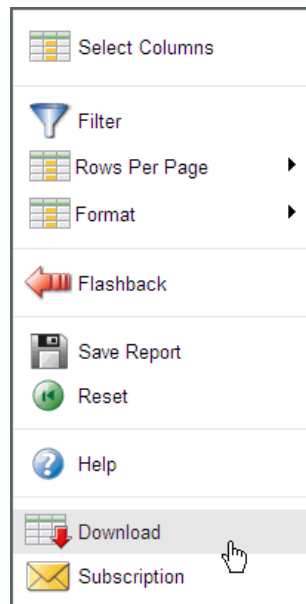 Select Columns
Filter
Rows Per Page
Format
Flashback
Save Report
Reset
Help
Download
Subscription